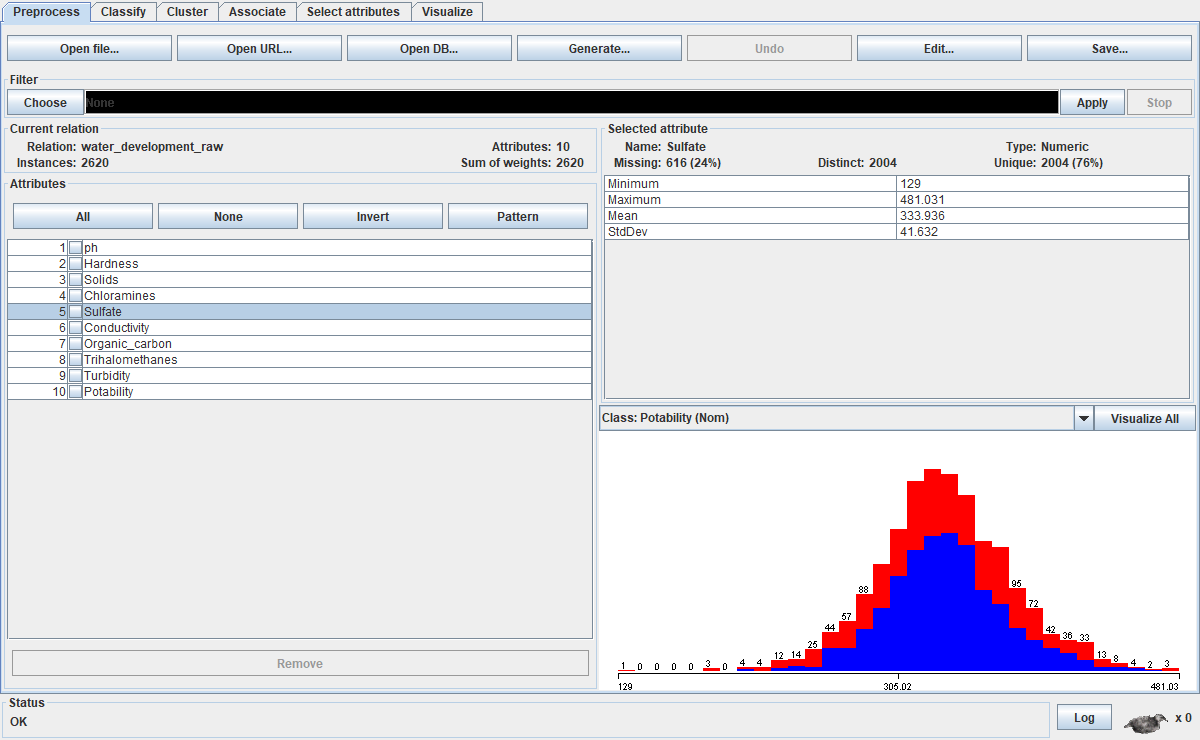 Preprocess Classify Cluster Associate Select attributes Visualize
Open file... Open URL... Open DB... Generate... Undo Edit... Save...
Filter
Choose None Apply Stop
Current relation
Relation: water_development_raw Attributes: 10
Instances: 2620 Sum of weights: 2620
Attributes
All None Invert Pattern
1 ph
2 Hardness
3 Solids
4 Chloramines
5 Sulfate
6 Conductivity
7 Organic_carbon
8 Trihalomethanes
9 Turbidity
10 Potability
Remove
Selected attribute
Name: Sulfate Type: Numeric
Missing: 616 (24%) Distinct: 2004 Unique: 2004 (76%)
Minimum 129
Maximum 481.031
Mean 333.936
StdDev 41.632
Class: Potability (Nom) Visualize All
1 0 0 0 0 3 0 4 4 12 14 25 44 57 88 95 72 42 36 33 13 8 4 2 3
129 305.02 481.03
Status
OK
Log x 0